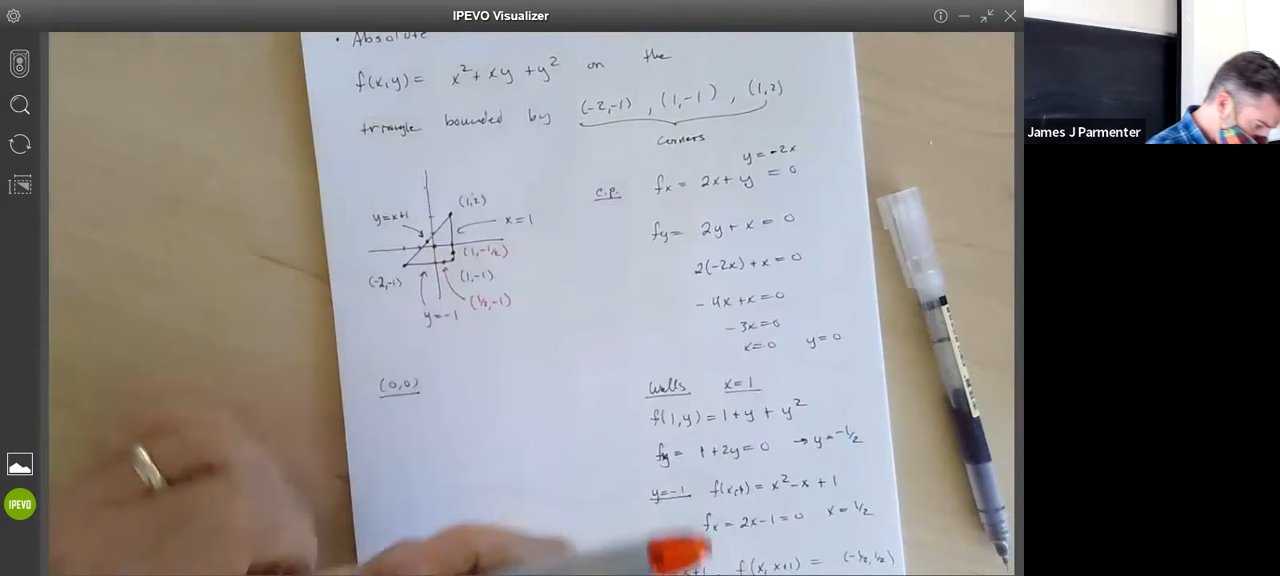 IPEVO Visualizer
James J Parmenter
• Absolute
f(x,y) = x² + xy + y² on the
triangle bounded by (-2,-1), (1,-1), (1,2)
corners
y=x+1
(1,2)
x=1
(1,-1/2)
(-2,-1)
(1,-1)
(1/2,-1)
y=-1
y=-2x
c.p. fx = 2x+y = 0
fy = 2y+x = 0
2(-2x)+x=0
-4x+x=0
-3x=0
x=0 y=0
(0,0)
Walls x=1
f(1,y)=1+y+y²
fy = 1+2y=0 → y=-1/2
y=-1 f(x,-1)=x²-x+1
fx=2x-1=0 x=1/2
f(x,x+1) = (-1/2,1/2)
IPEVO